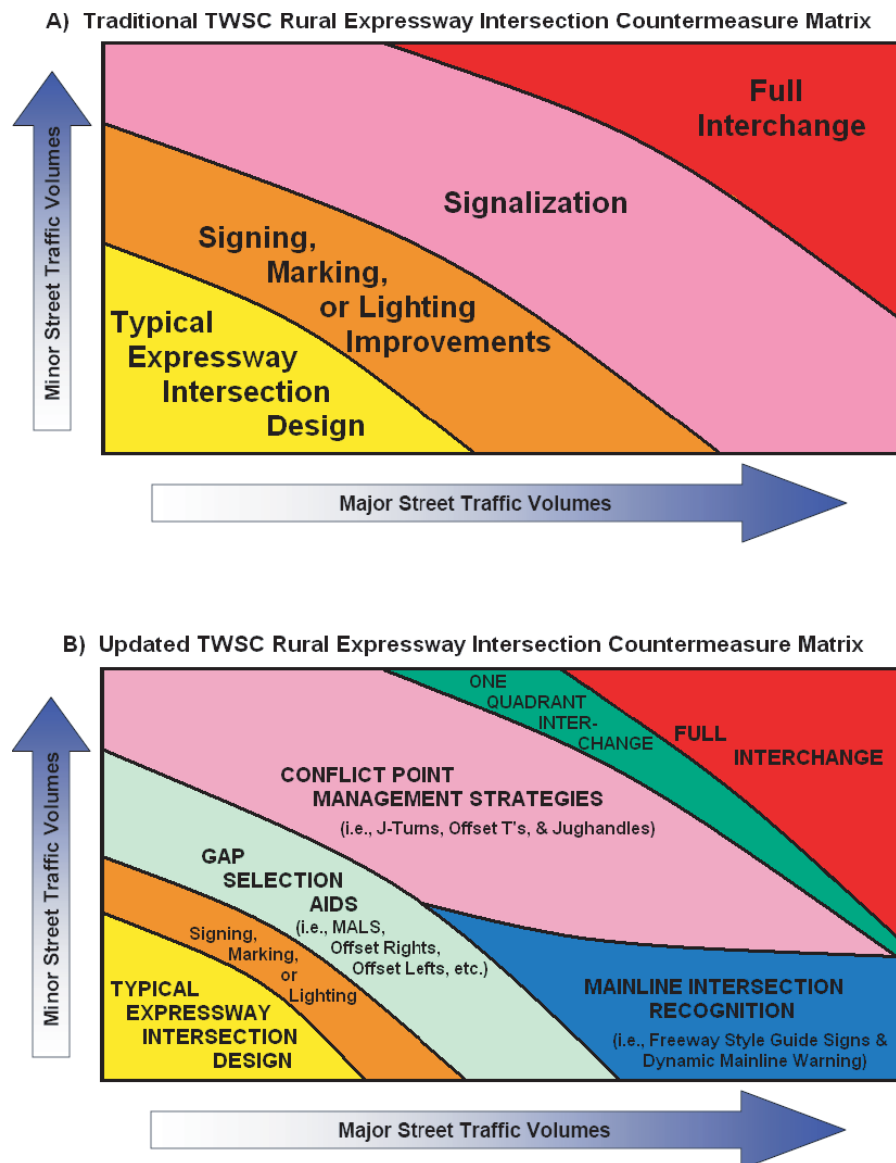 A) Traditional TWSC Rural Expressway Intersection Countermeasure Matrix
Minor Street Traffic Volumes
Full
Interchange
Signalization
Signing,
Marking,
or Lighting
Improvements
Typical
Expressway
Intersection
Design
Major Street Traffic Volumes
B) Updated TWSC Rural Expressway Intersection Countermeasure Matrix
Minor Street Traffic Volumes
ONE
QUADRANT
INTER-
CHANGE
FULL
INTERCHANGE
CONFLICT POINT
MANAGEMENT STRATEGIES
(i.e., J-Turns, Offset T's, & Jughandles)
GAP
SELECTION
AIDS
(i.e., MALS,
Offset Rights,
Offset Lefts, etc.)
Signing,
Marking,
or
Lighting
TYPICAL
EXPRESSWAY
INTERSECTION
DESIGN
MAINLINE INTERSECTION
RECOGNITION
(i.e., Freeway Style Guide Signs &
Dynamic Mainline Warning)
Major Street Traffic Volumes